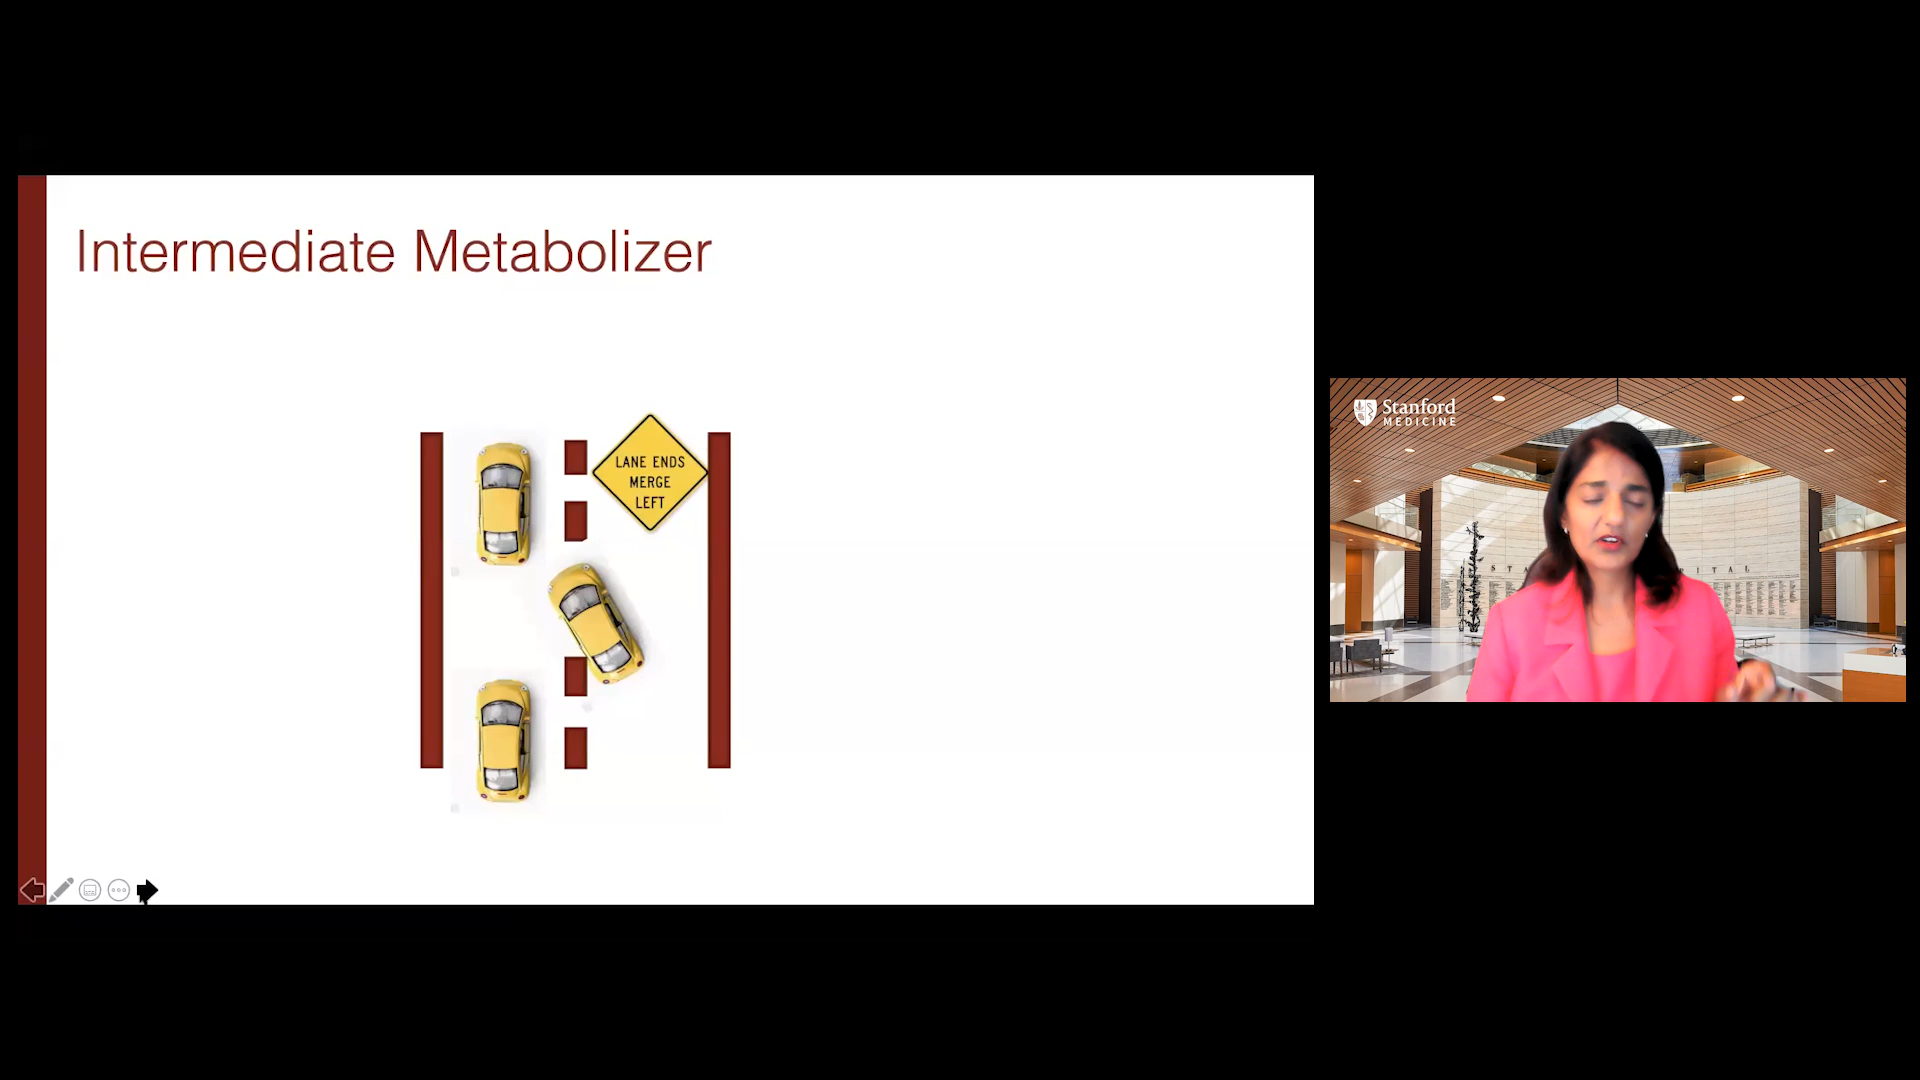 Intermediate Metabolizer
LANE ENDS
MERGE
LEFT
Stanford
MEDICINE